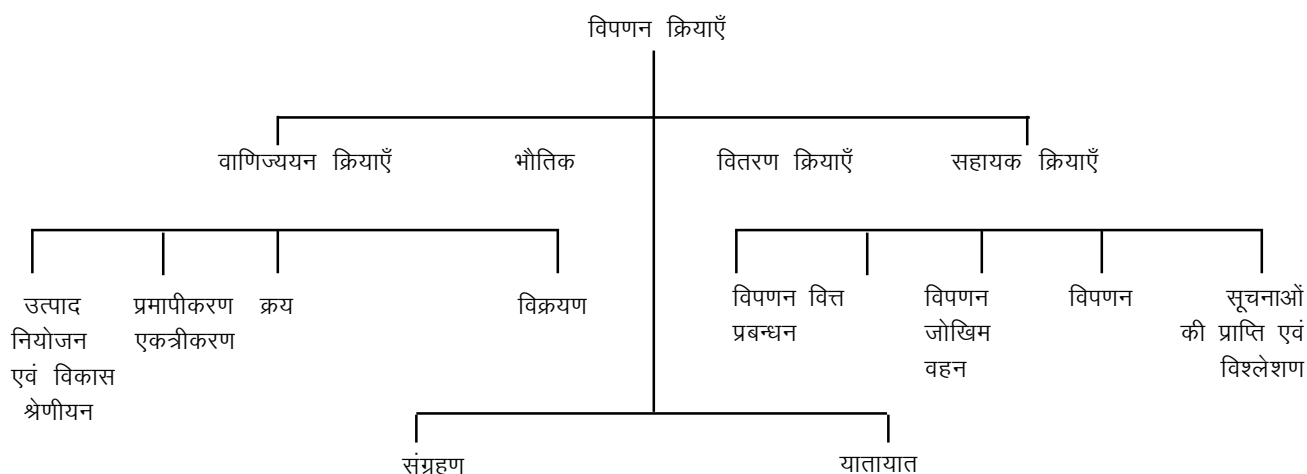 विपणन क्रियाएँ
वाणिज्ययन क्रियाएँ भौतिक वितरण क्रियाएँ सहायक क्रियाएँ
उत्पाद प्रमापीकरण क्रय विक्रयण विपणन वित्त विपणन विपणन सूचनाओं
नियोजन एकत्रीकरण प्रबन्धन जोखिम की प्राप्ति एवं
एवं विकास वहन विश्लेशण
श्रेणीयन
संग्रहण यातायात